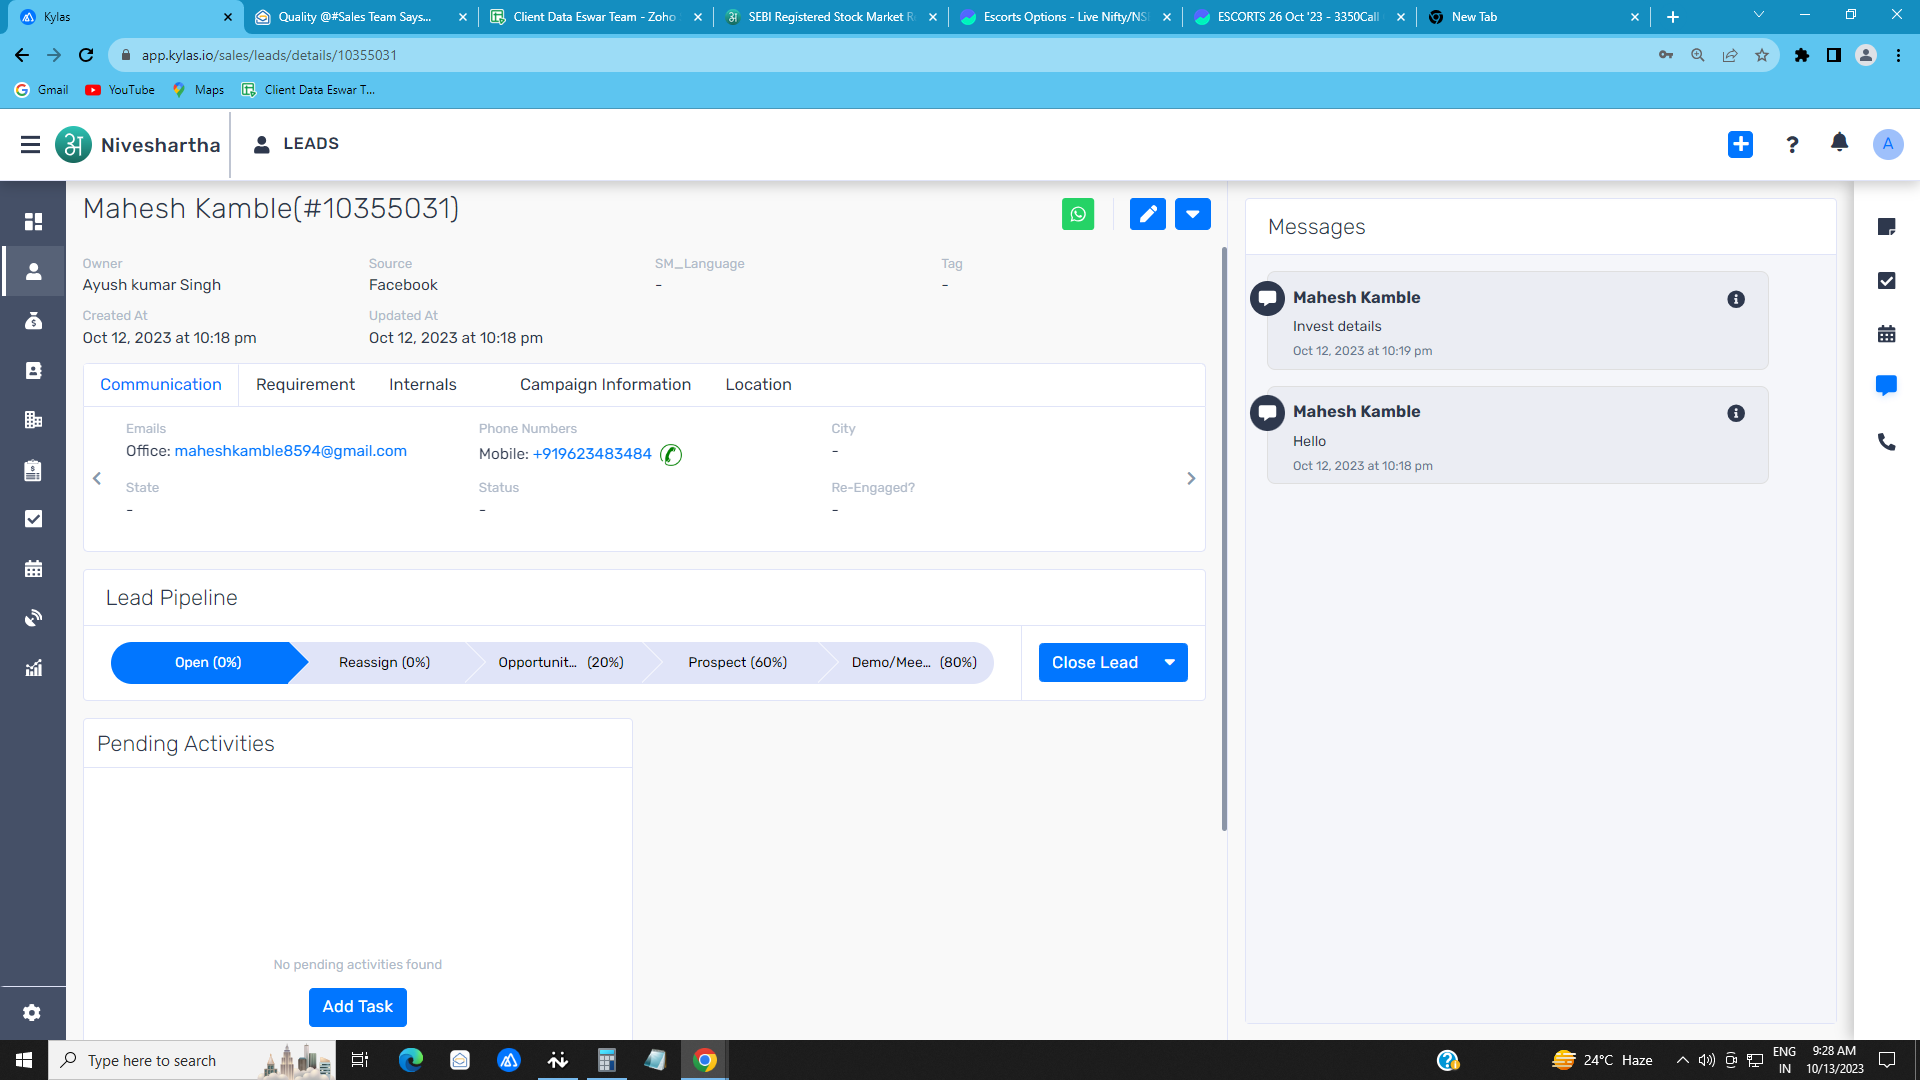 Kylas
Quality @#Sales Team Says...
Client Data Eswar Team - Zoho
SEBI Registered Stock Market R
Escorts Options - Live Nifty/NS
ESCORTS 26 Oct '23 - 3350Call
New Tab
app.kylas.io/sales/leads/details/10355031
Gmail
YouTube
Maps
Client Data Eswar T...
अ
Niveshartha
LEADS
?
A
Mahesh Kamble(#10355031)
Owner
Ayush kumar Singh
Source
Facebook
SM_Language
-
Tag
-
Created At
Oct 12, 2023 at 10:18 pm
Updated At
Oct 12, 2023 at 10:18 pm
Communication
Requirement
Internals
Campaign Information
Location
Emails
Office: maheshkamble8594@gmail.com
Phone Numbers
Mobile: +919623483484
City
-
State
-
Status
-
Re-Engaged?
-
Lead Pipeline
Open (0%)
Reassign (0%)
Opportunit... (20%)
Prospect (60%)
Demo/Mee... (80%)
Close Lead
Pending Activities
No pending activities found
Add Task
Messages
Mahesh Kamble
Invest details
Oct 12, 2023 at 10:19 pm
Mahesh Kamble
Hello
Oct 12, 2023 at 10:18 pm
Type here to search
24°C Haze
ENG
IN
9:28 AM
10/13/2023